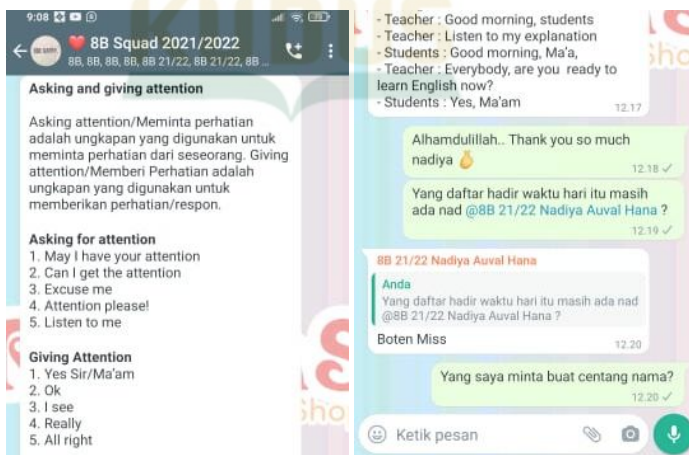 9:08
8B Squad 2021/2022
8B, 8B, 8B, 8B 21/22, 8B 21/22, 8B ...
Asking and giving attention
Asking attention/Meminta perhatian
adalah ungkapan yang digunakan untuk
meminta perhatian dari seseorang. Giving
attention/Memberi Perhatian adalah
ungkapan yang digunakan untuk
memberikan perhatian/respon.
Asking for attention
1. May I have your attention
2. Can I get the attention
3. Excuse me
4. Attention please!
5. Listen to me
Giving Attention
1. Yes Sir/Ma'am
2. Ok
3. I see
4. Really
5. All right
- Teacher : Good morning, students
- Teacher : Listen to my explanation
- Students : Good morning, Ma'a,
- Teacher : Everybody, are you ready to
learn English now?
- Students : Yes, Ma'am
12.17
Alhamdulillah.. Thank you so much
nadiya
12.18
Yang daftar hadir waktu hari itu masih
ada nad @8B 21/22 Nadiya Auval Hana ?
12.19
8B 21/22 Nadiya Auval Hana
Anda
Yang daftar hadir waktu hari itu masih ada nad
@8B 21/22 Nadiya Auval Hana ?
Boten Miss
12.20
Yang saya minta buat centang nama?
12.20
Ketik pesan